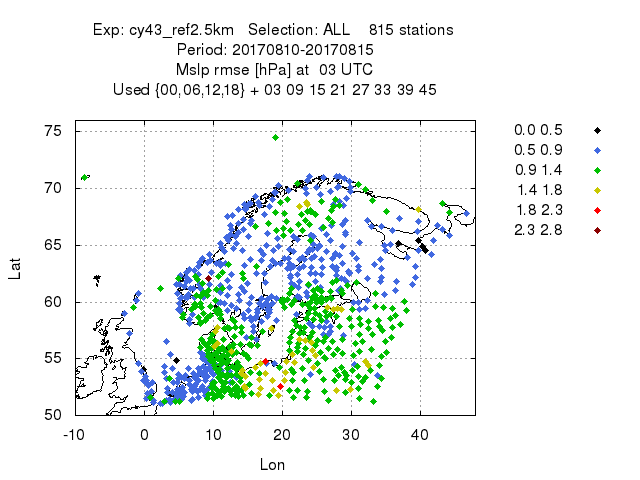 Exp: cy43_ref2.5km   Selection: ALL    815 stations
Period: 20170810-20170815
Mslp rmse [hPa] at  03 UTC
Used {00,06,12,18} + 03 09 15 21 27 33 39 45
0.0 0.5
0.5 0.9
0.9 1.4
1.4 1.8
1.8 2.3
2.3 2.8
75
70
65
60
55
50
Lat
-10 0 10 20 30 40
Lon